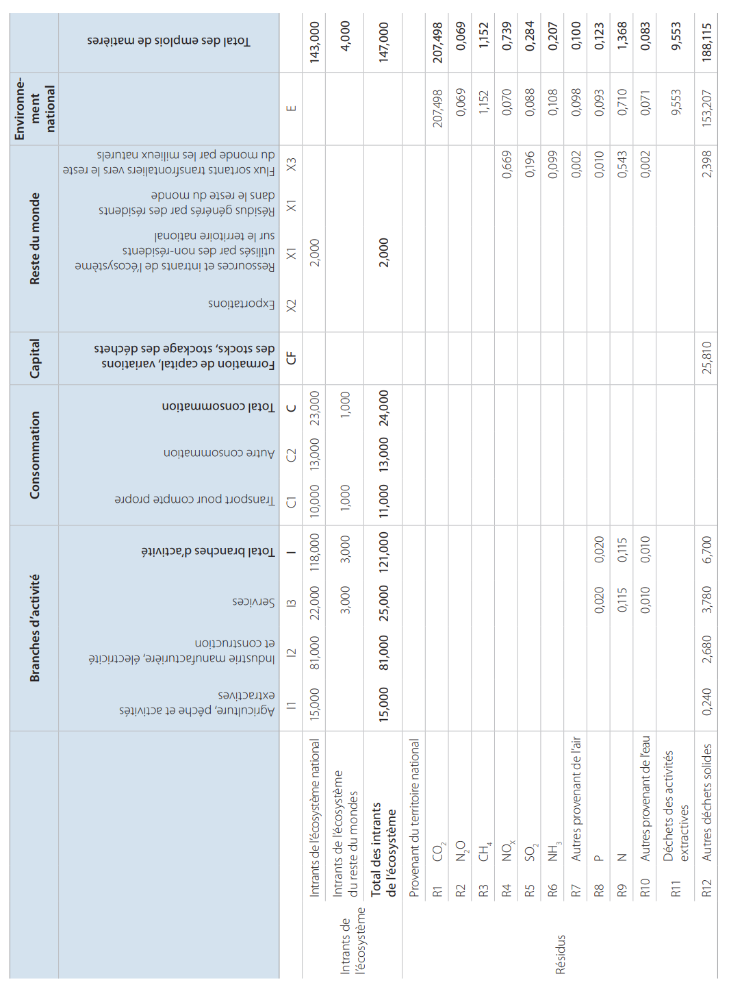 Branches d’activité Consommation Capital Reste du monde Environne-
ment
national
Agriculture, pêche et activités
extractives
Industrie manufacturière, électricité
et construction
Services
Total branches d’activité
Transport pour compte propre
Autre consommation
Total consommation
Formation de capital, variations
des stocks, stockage des déchets
Exportations
Ressources et intrants de l’écosystème
utilisés par des non-résidents
sur le territoire national
Résidus générés par des résidents
dans le reste du monde
Flux sortants transfrontaliers vers le reste
du monde par les milieux naturels
Total des emplois de matières
I1 I2 I3 I C1 C2 C CF X2 X1 X1 X3 E
Intrants de
l’écosystème
Intrants de l’écosystème national 15,000 81,000 22,000 118,000 10,000 13,000 23,000 2,000 143,000
Intrants de l’écosystème
du reste du mondes 3,000 3,000 1,000 1,000 4,000
Total des intrants
de l’écosystème 15,000 81,000 25,000 121,000 11,000 13,000 24,000 2,000 147,000
Résidus
Provenant du territoire national
R1 CO2 207,498 207,498
R2 N2O 0,069 0,069
R3 CH4 1,152 1,152
R4 NOX 0,669 0,070 0,739
R5 SO2 0,196 0,088 0,284
R6 NH3 0,099 0,108 0,207
R7 Autres provenant de l’air 0,002 0,098 0,100
R8 P 0,020 0,020 0,010 0,093 0,123
R9 N 0,115 0,115 0,543 0,710 1,368
R10 Autres provenant de l’eau 0,010 0,010 0,002 0,071 0,083
R11 Déchets des activités
extractives 9,553 9,553
R12 Autres déchets solides 0,240 2,680 3,780 6,700 25,810 2,398 153,207 188,115